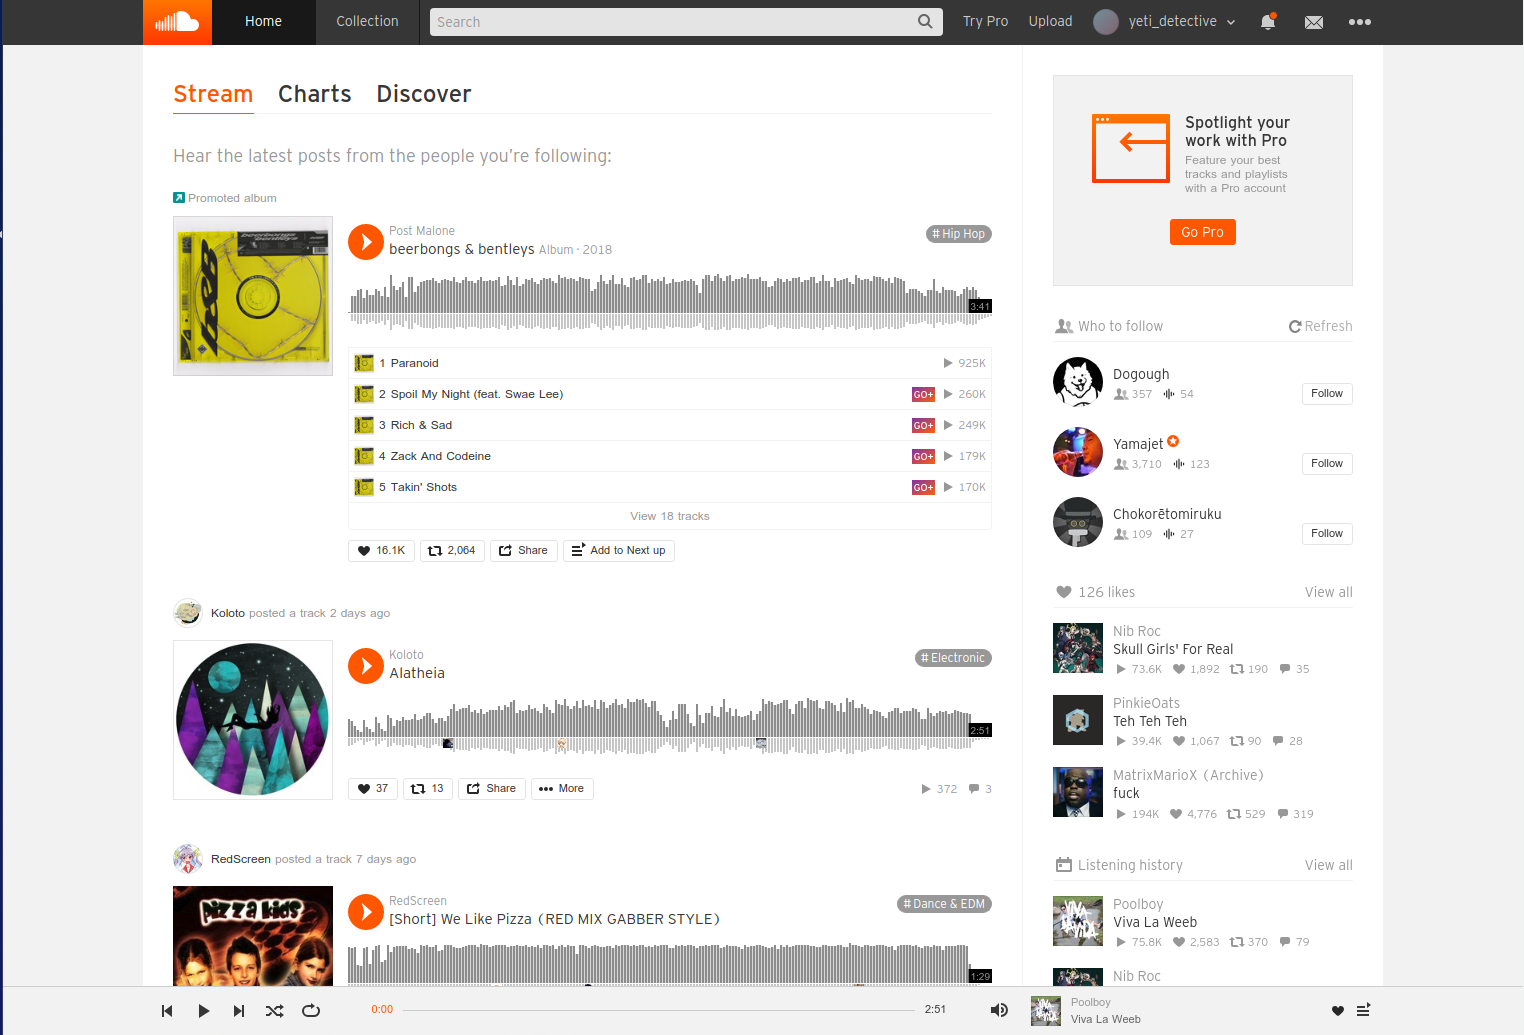 Home
Collection
Search
Try Pro
Upload
yeti_detective
Stream
Charts
Discover
Hear the latest posts from the people you're following:
Promoted album
Post Malone
beerbongs & bentleys Album · 2018
# Hip Hop
3:41
1 Paranoid
925K
2 Spoil My Night (feat. Swae Lee)
GO+
260K
3 Rich & Sad
GO+
249K
4 Zack And Codeine
GO+
179K
5 Takin' Shots
GO+
170K
View 18 tracks
16.1K
2,064
Share
Add to Next up
Koloto posted a track 2 days ago
Koloto
Alatheia
# Electronic
2:51
37
13
Share
More
372
3
RedScreen posted a track 7 days ago
pizza kids
RedScreen
[Short] We Like Pizza (RED MIX GABBER STYLE)
# Dance & EDM
1:29
Spotlight your
work with Pro
Feature your best
tracks and playlists
with a Pro account
Go Pro
Who to follow
Refresh
Dogough
357
54
Follow
Yamajet
3,710
123
Follow
Chokorētomiruku
109
27
Follow
126 likes
View all
Nib Roc
Skull Girls' For Real
73.6K
1,892
190
35
PinkieOats
Teh Teh Teh
39.4K
1,067
90
28
MatrixMarioX (Archive)
fuck
194K
4,776
529
319
Listening history
View all
VIVA LA VIDA
Poolboy
Viva La Weeb
75.8K
2,583
370
79
Nib Roc
0:00
2:51
Poolboy
Viva La Weeb